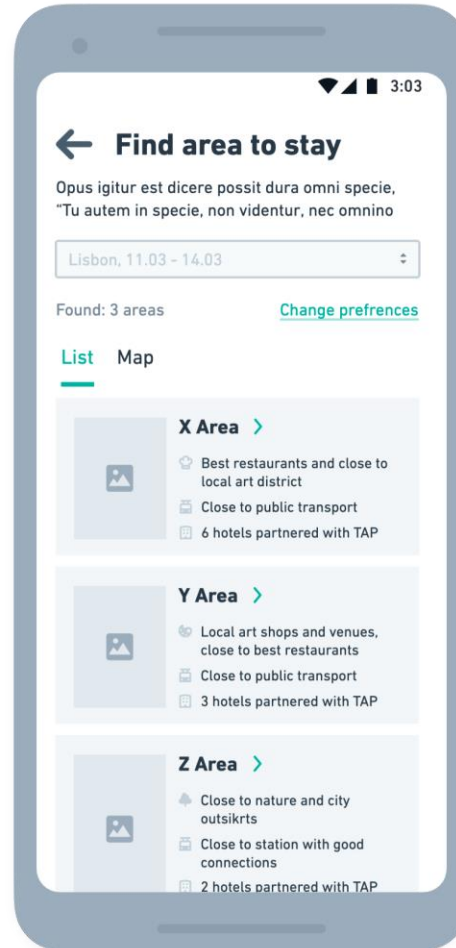 3:03
Find area to stay
Opus igitur est dicere possit dura omni specie,
“Tu autem in specie, non videntur, nec omnino
Lisbon, 11.03 - 14.03
Found: 3 areas
Change prefrences
List Map
X Area
Best restaurants and close to
local art district
Close to public transport
6 hotels partnered with TAP
Y Area
Local art shops and venues,
close to best restaurants
Close to public transport
3 hotels partnered with TAP
Z Area
Close to nature and city
outsikrts
Close to station with good
connections
2 hotels partnered with TAP